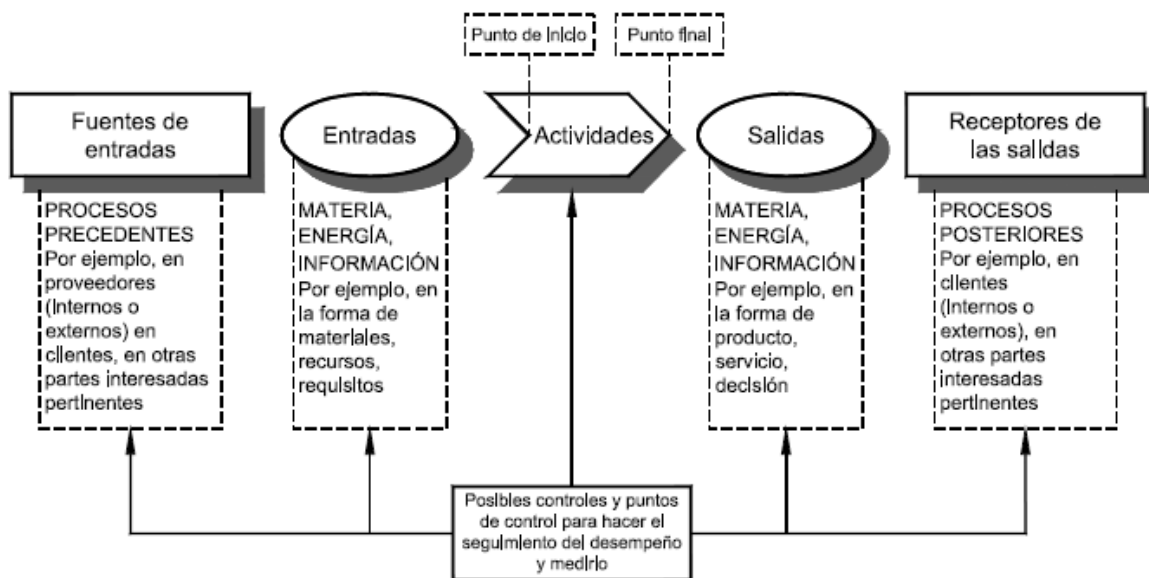 Punto de inicio
Punto final
Fuentes de
entradas
Entradas
Actividades
Salidas
Receptores de
las salidas
PROCESOS
PRECEDENTES
Por ejemplo, en
proveedores
(internos o
externos) en
clientes, en otras
partes interesadas
pertinentes
MATERIA,
ENERGÍA,
INFORMACIÓN
Por ejemplo, en
la forma de
materiales,
recursos,
requisitos
MATERIA,
ENERGÍA,
INFORMACIÓN
Por ejemplo, en
la forma de
producto,
servicio,
decisión
PROCESOS
POSTERIORES
Por ejemplo, en
clientes
(internos o
externos), en
otras partes
interesadas
pertinentes
Posibles controles y puntos
de control para hacer el
seguimiento del desempeño
y medirlo